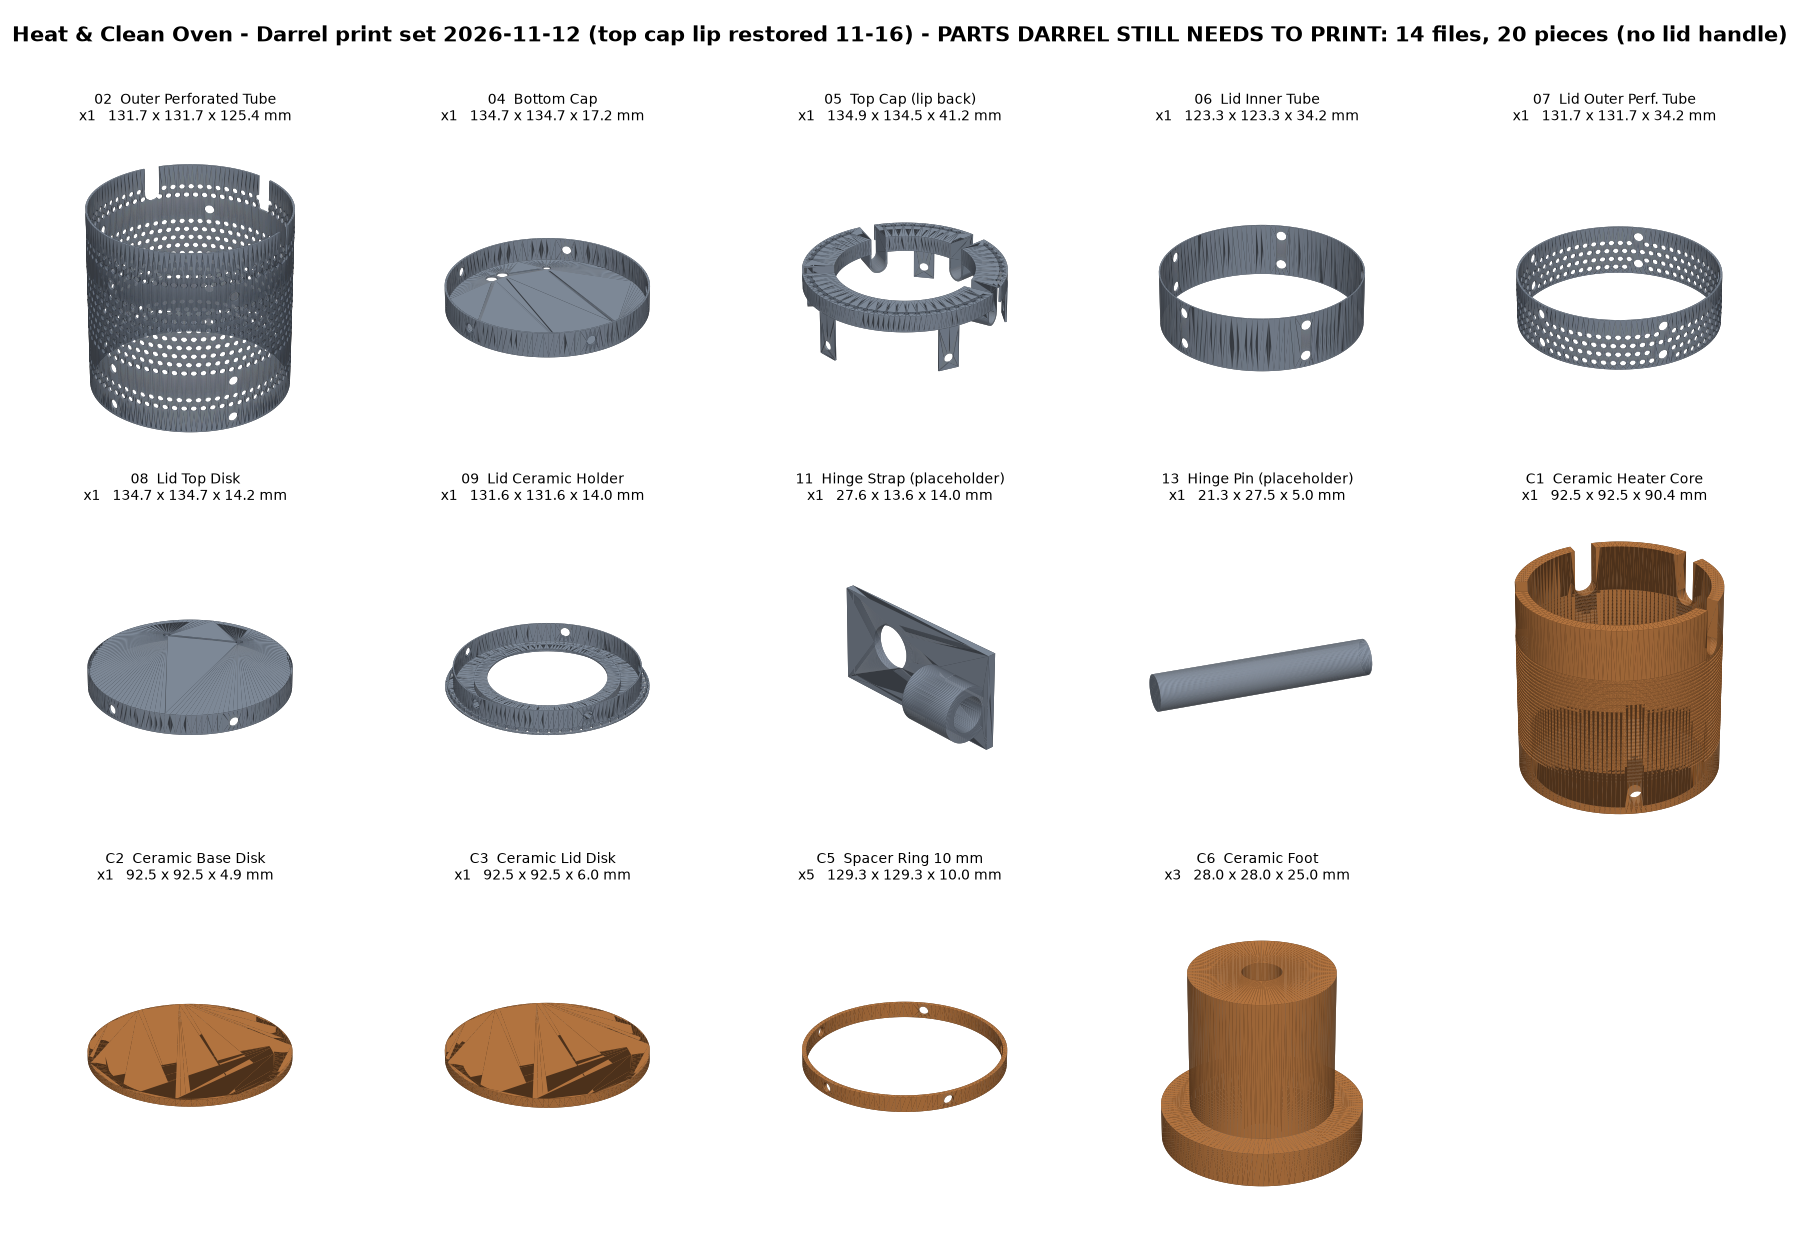 Heat & Clean Oven - Darrel print set 2026-11-12 (top cap lip restored 11-16) - PARTS DARREL STILL NEEDS TO PRINT: 14 files, 20 pieces (no lid handle)
02  Outer Perforated Tube
x1   131.7 x 131.7 x 125.4 mm
04  Bottom Cap
x1   134.7 x 134.7 x 17.2 mm
05  Top Cap (lip back)
x1   134.9 x 134.5 x 41.2 mm
06  Lid Inner Tube
x1   123.3 x 123.3 x 34.2 mm
07  Lid Outer Perf. Tube
x1   131.7 x 131.7 x 34.2 mm
08  Lid Top Disk
x1   134.7 x 134.7 x 14.2 mm
09  Lid Ceramic Holder
x1   131.6 x 131.6 x 14.0 mm
11  Hinge Strap (placeholder)
x1   27.6 x 13.6 x 14.0 mm
13  Hinge Pin (placeholder)
x1   21.3 x 27.5 x 5.0 mm
C1  Ceramic Heater Core
x1   92.5 x 92.5 x 90.4 mm
C2  Ceramic Base Disk
x1   92.5 x 92.5 x 4.9 mm
C3  Ceramic Lid Disk
x1   92.5 x 92.5 x 6.0 mm
C5  Spacer Ring 10 mm
x5   129.3 x 129.3 x 10.0 mm
C6  Ceramic Foot
x3   28.0 x 28.0 x 25.0 mm